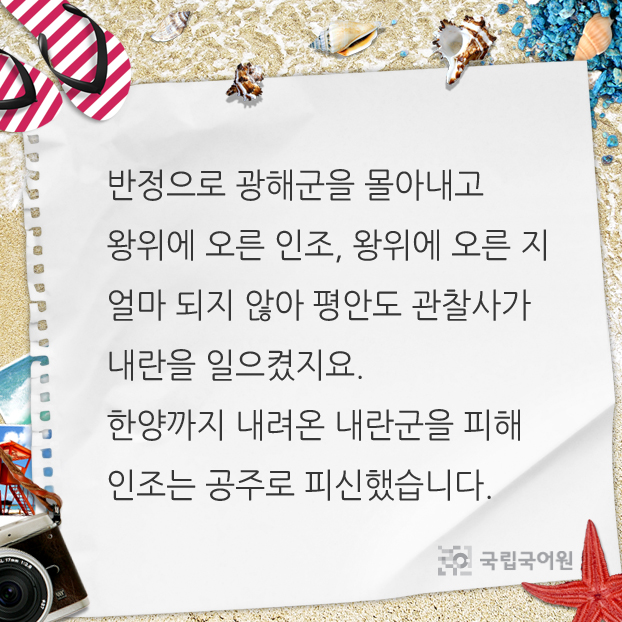 반정으로 광해군을 몰아내고
왕위에 오른 인조, 왕위에 오른 지
얼마 되지 않아 평안도 관찰사가
내란을 일으켰지요.
한양까지 내려온 내란군을 피해
인조는 공주로 피신했습니다.
국립국어원